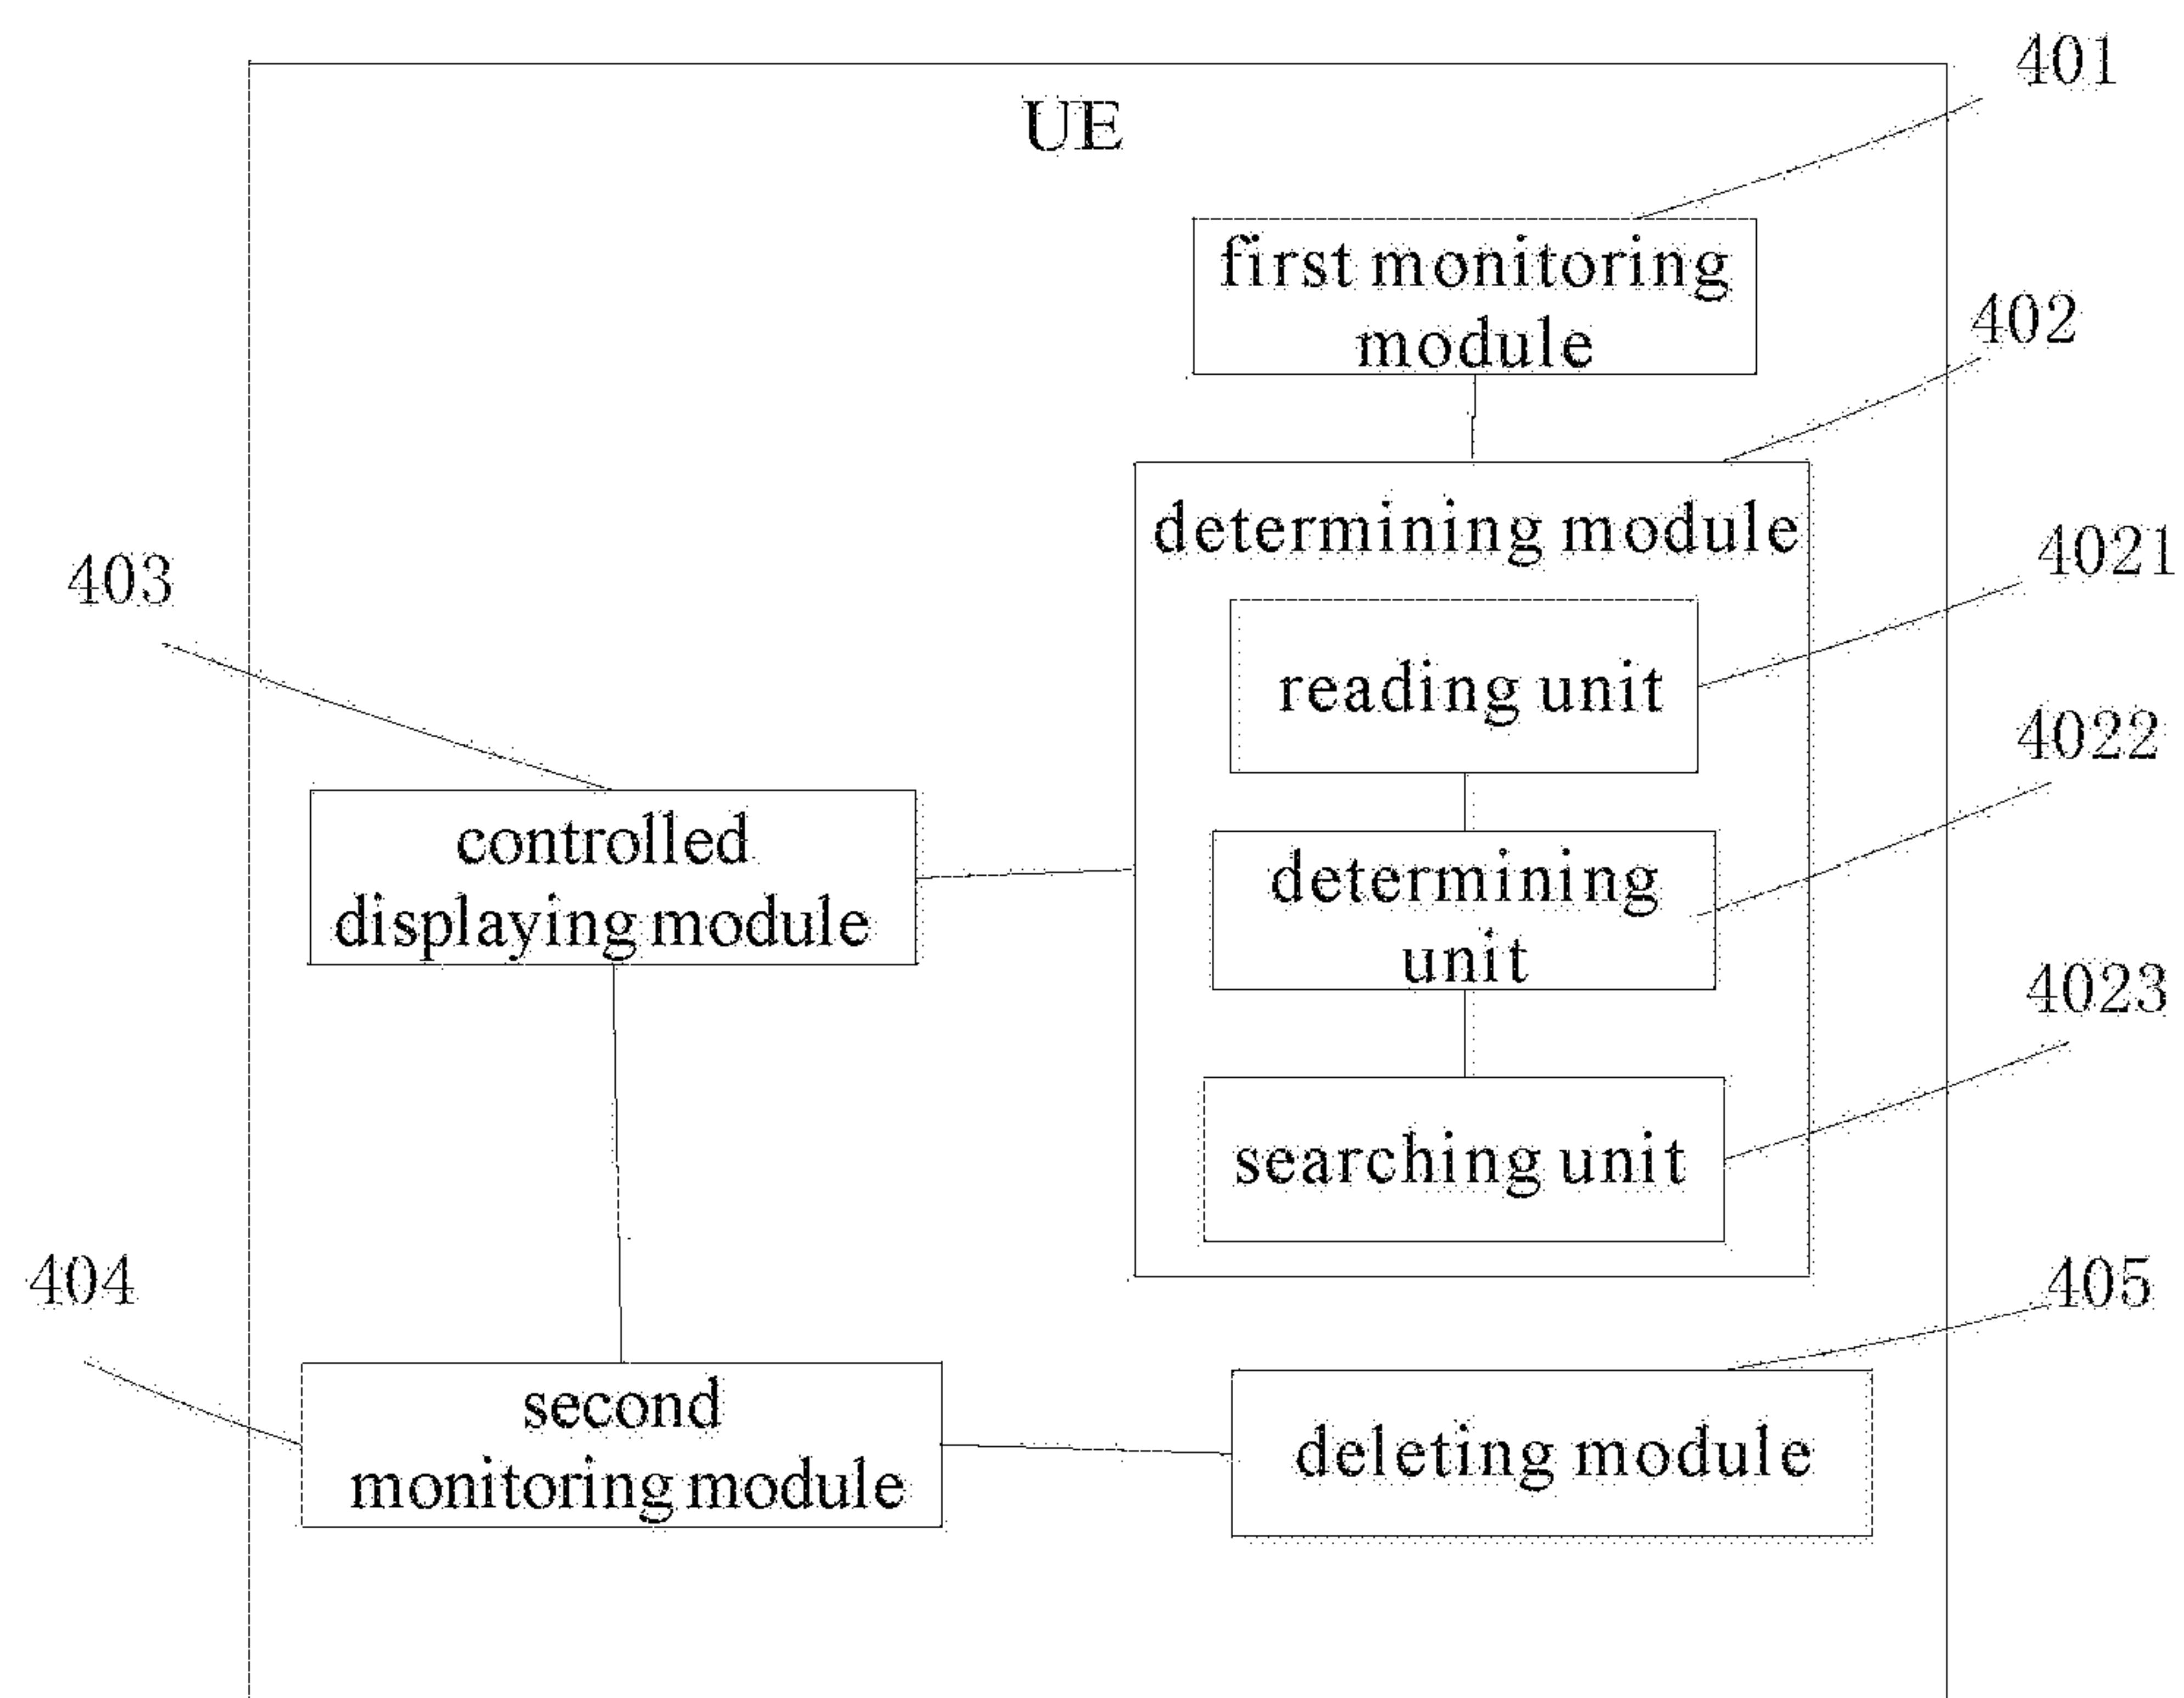 401
UE
first monitoring
module
402
determining module
4021
403
reading unit
4022
controlled
displaying module
determining
unit
4023
searching unit
404
405
second
monitoring module
deleting module